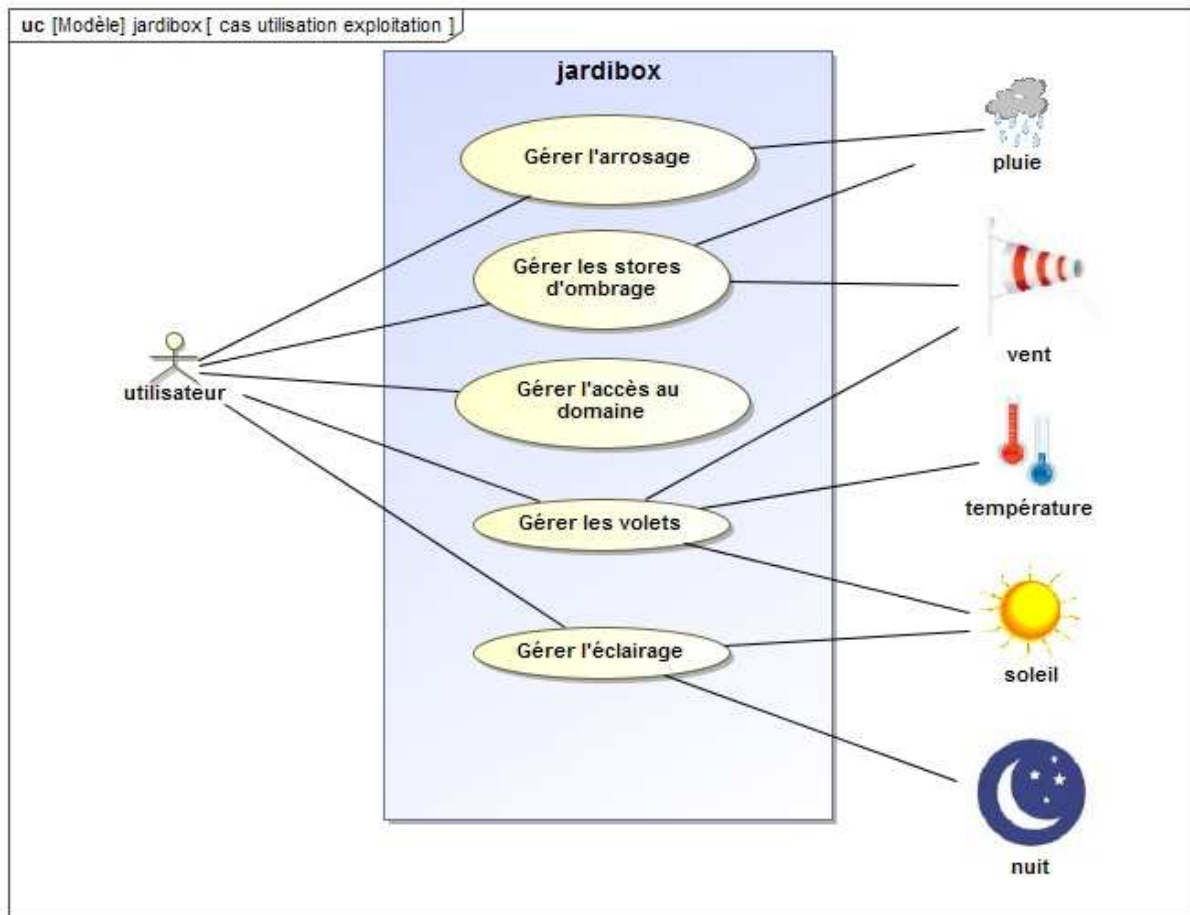 uc [Modèle] jardibox [ cas utilisation exploitation ]
jardibox
Gérer l'arrosage
pluie
Gérer les stores
d'ombrage
vent
utilisateur
Gérer l'accès au
domaine
température
Gérer les volets
Gérer l'éclairage
soleil
nuit